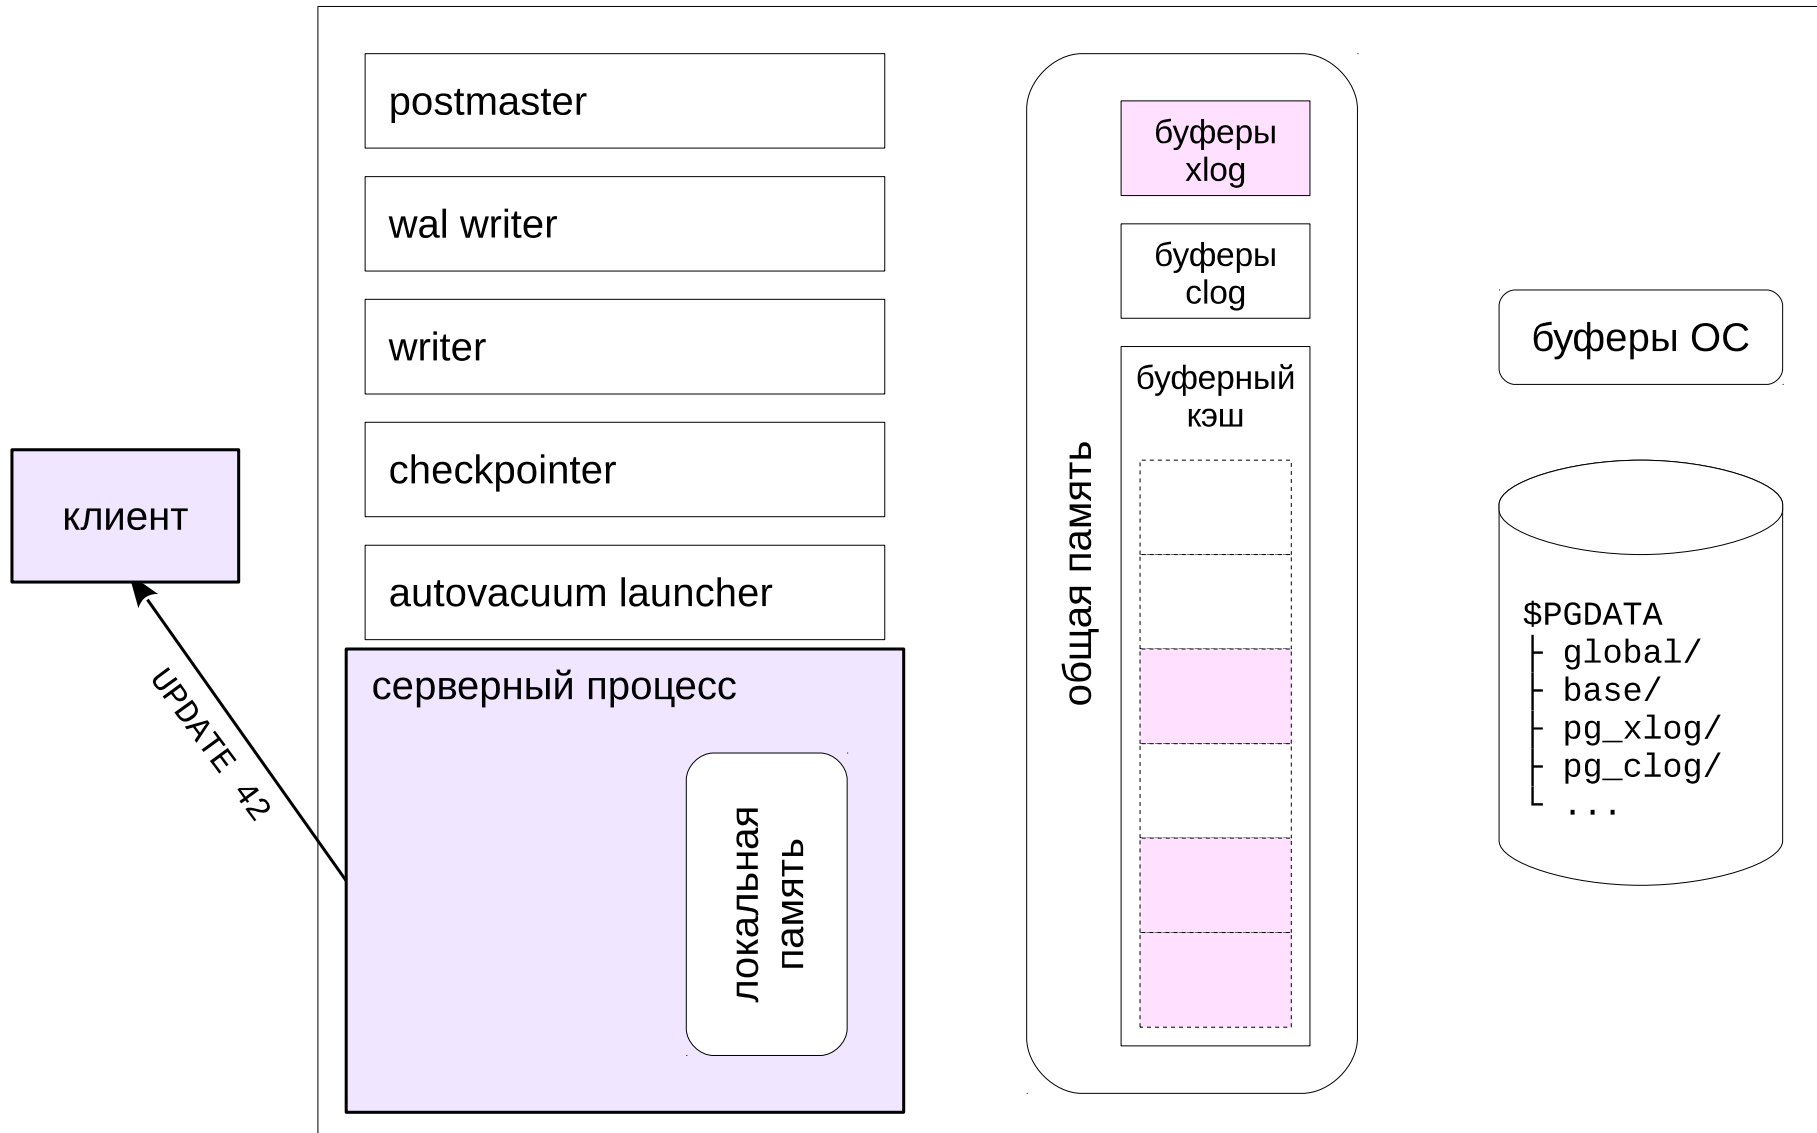 postmaster
wal writer
writer
checkpointer
autovacuum launcher
клиент
UPDATE 42
серверный процесс
локальная
память
общая память
буферы
xlog
буферы
clog
буферный
кэш
буферы ОС
$PGDATA
├ global/
├ base/
├ pg_xlog/
├ pg_clog/
└ ...